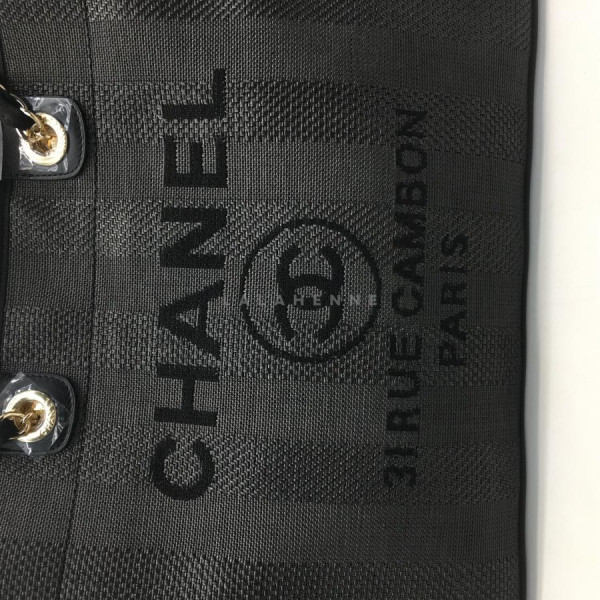 CHANEL
LALAHENNE
31 RUE CAMBON
PARIS